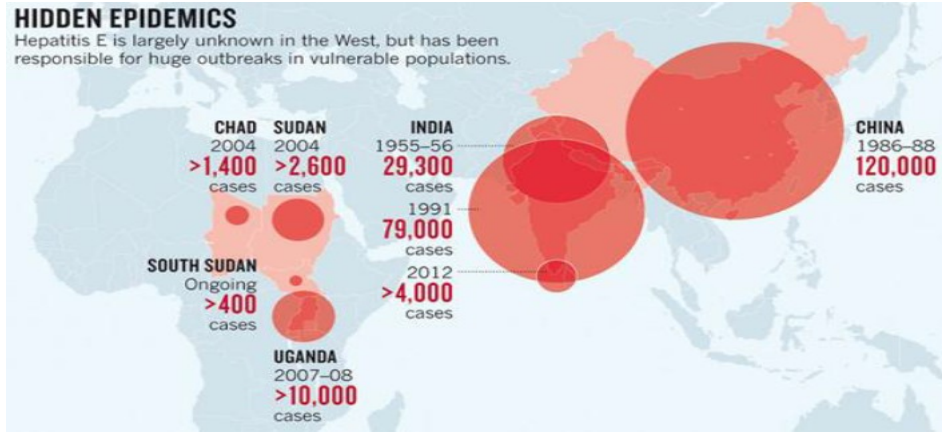 HIDDEN EPIDEMICS
Hepatitis E is largely unknown in the West, but has been
responsible for huge outbreaks in vulnerable populations.
CHAD
2004
>1,400
cases
SUDAN
2004
>2,600
cases
INDIA
1955–56
29,300
cases
1991
79,000
cases
2012
>4,000
cases
CHINA
1986–88
120,000
cases
SOUTH SUDAN
Ongoing
>400
cases
UGANDA
2007–08
>10,000
cases